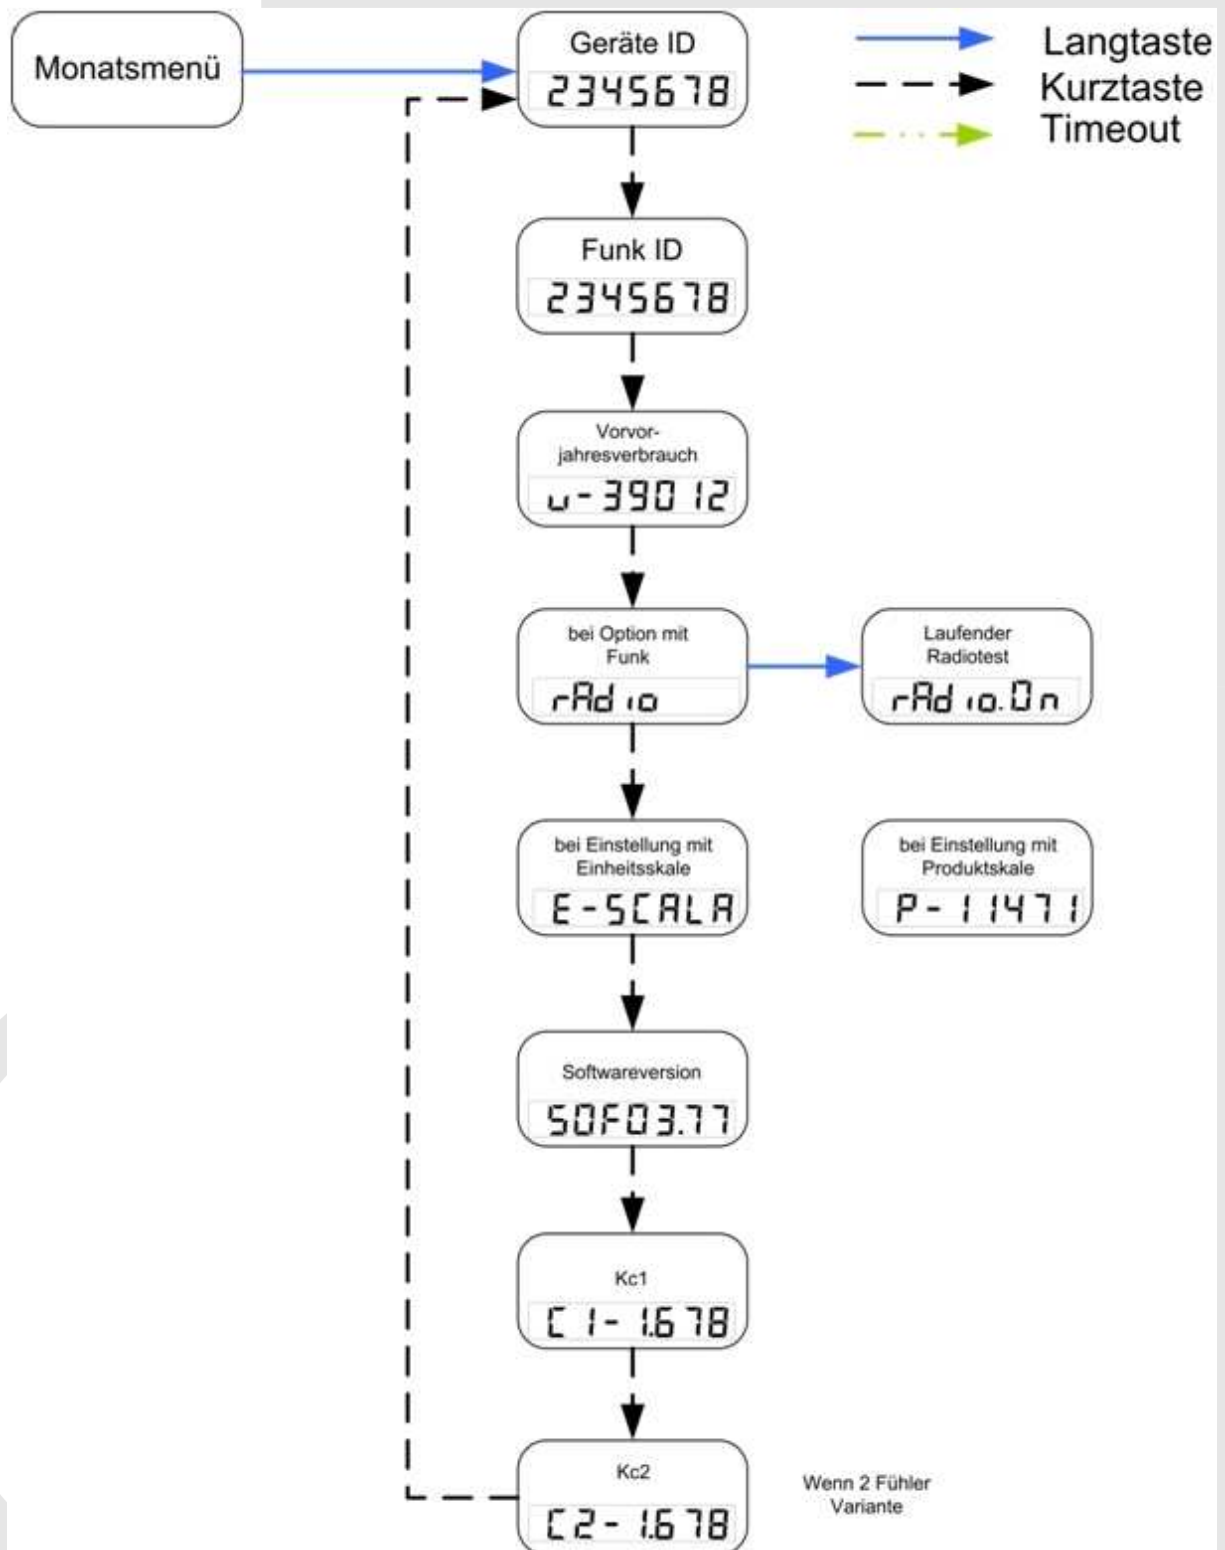 Monatsmenü
Geräte ID
2345678
Langtaste
Kurztaste
Timeout
Funk ID
2345678
Vorvor-
jahresverbrauch
u-39012
bei Option mit
Funk
rAdio
Laufender
Radiotest
rAdio.On
bei Einstellung mit
Einheitsskale
E-SCALA
bei Einstellung mit
Produktskale
P-11471
Softwareversion
SOF03.77
Kc1
C1-1.678
Kc2
C2-1.678
Wenn 2 Fühler
Variante